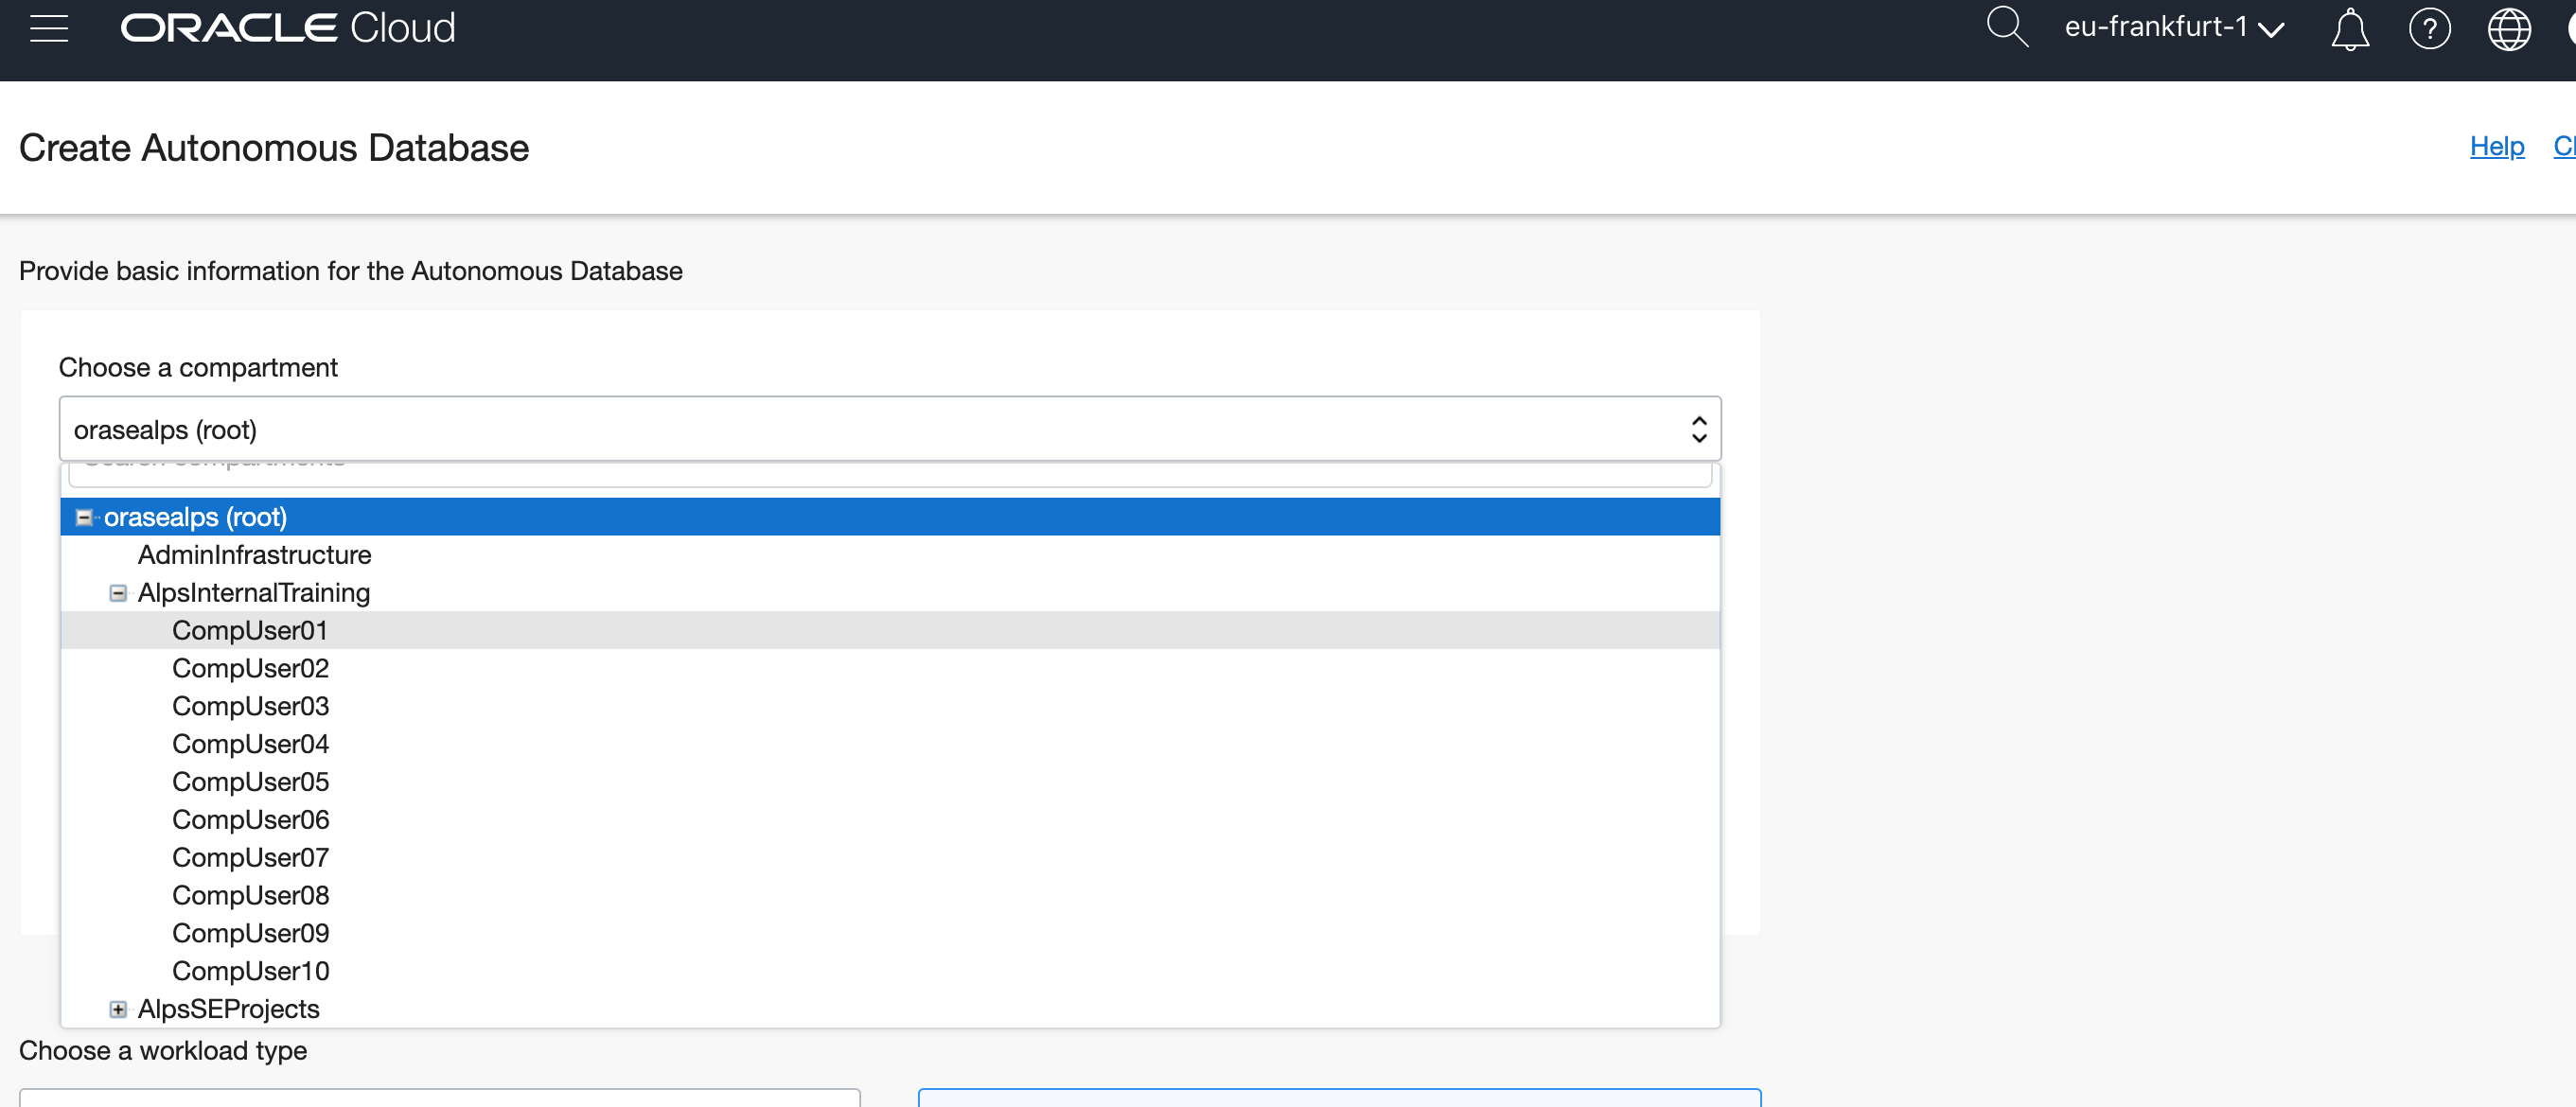 ORACLE Cloud
eu-frankfurt-1
Create Autonomous Database
Help
Provide basic information for the Autonomous Database
Choose a compartment
orasealps (root)
orasealps (root)
AdminInfrastructure
AlpsInternalTraining
CompUser01
CompUser02
CompUser03
CompUser04
CompUser05
CompUser06
CompUser07
CompUser08
CompUser09
CompUser10
AlpsSEProjects
Choose a workload type